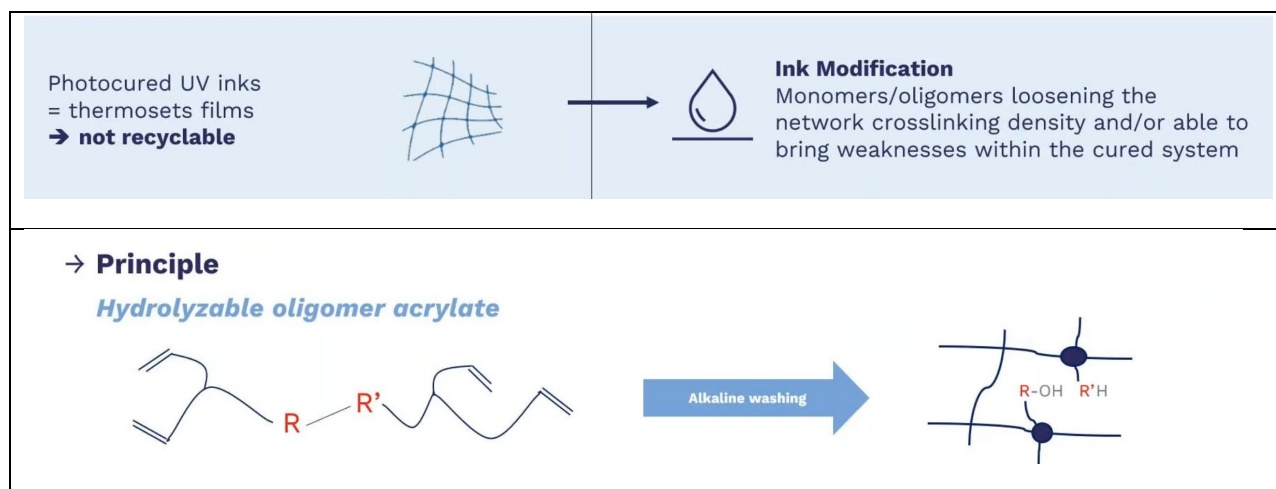 Photocured UV inks
= thermosets films
➔ not recyclable
Ink Modification
Monomers/oligomers loosening the
network crosslinking density and/or able to
bring weaknesses within the cured system
→ Principle
Hydrolyzable oligomer acrylate
R
R'
Alkaline washing
R-OH R'H